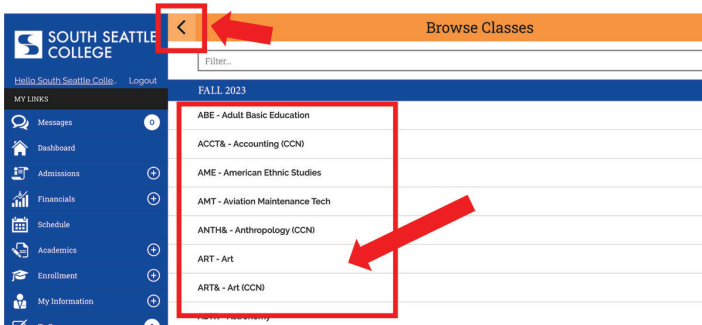 SOUTH SEATTLE
COLLEGE
Hello South Seattle Colle.. Logout
MY LINKS
Messages 0
Dashboard
Admissions
Financials
Schedule
Academics
Enrollment
My Information
Browse Classes
Filter...
FALL 2023
ABE - Adult Basic Education
ACCT& - Accounting (CCN)
AME - American Ethnic Studies
AMT - Aviation Maintenance Tech
ANTH& - Anthropology (CCN)
ART - Art
ART& - Art (CCN)